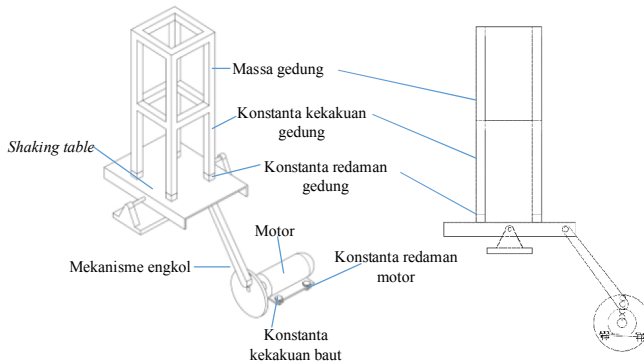 Massa gedung
Konstanta kekakuan
gedung
Shaking table
Konstanta redaman
gedung
Motor
Konstanta redaman
motor
Mekanisme engkol
Konstanta
kekakuan baut